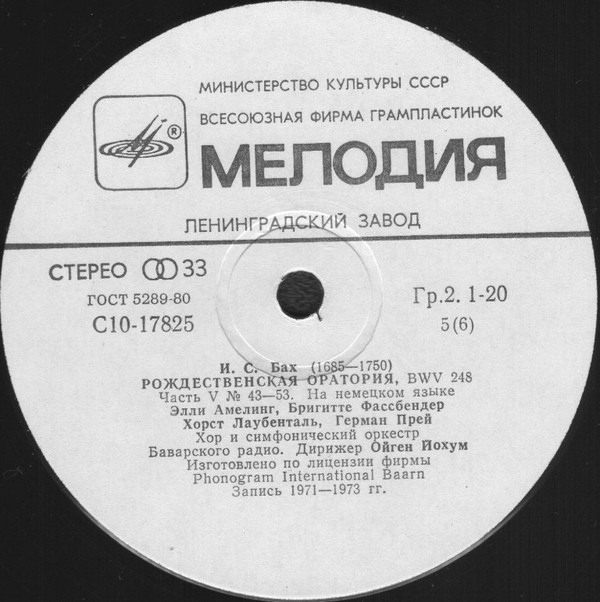 МИНИСТЕРСТВО КУЛЬТУРЫ СССР
ВСЕСОЮЗНАЯ ФИРМА ГРАМПЛАСТИНОК
®
МЕЛОДИЯ
ЛЕНИНГРАДСКИЙ ЗАВОД
СТЕРЕО 33
ГОСТ 5289-80
С10-17825
Гр.2. 1-20
5(6)
И. С. Бах (1685—1750)
РОЖДЕСТВЕНСКАЯ ОРАТОРИЯ, BWV 248
Часть V № 43—53. На немецком языке
Элли Амелинг, Бригитте Фассбендер
Хорст Лаубенталь, Герман Прей
Хор и симфонический оркестр
Баварского радио. Дирижер Ойген Йохум
Изготовлено по лицензии фирмы
Phonogram International Baarn
Запись 1971—1973 гг.